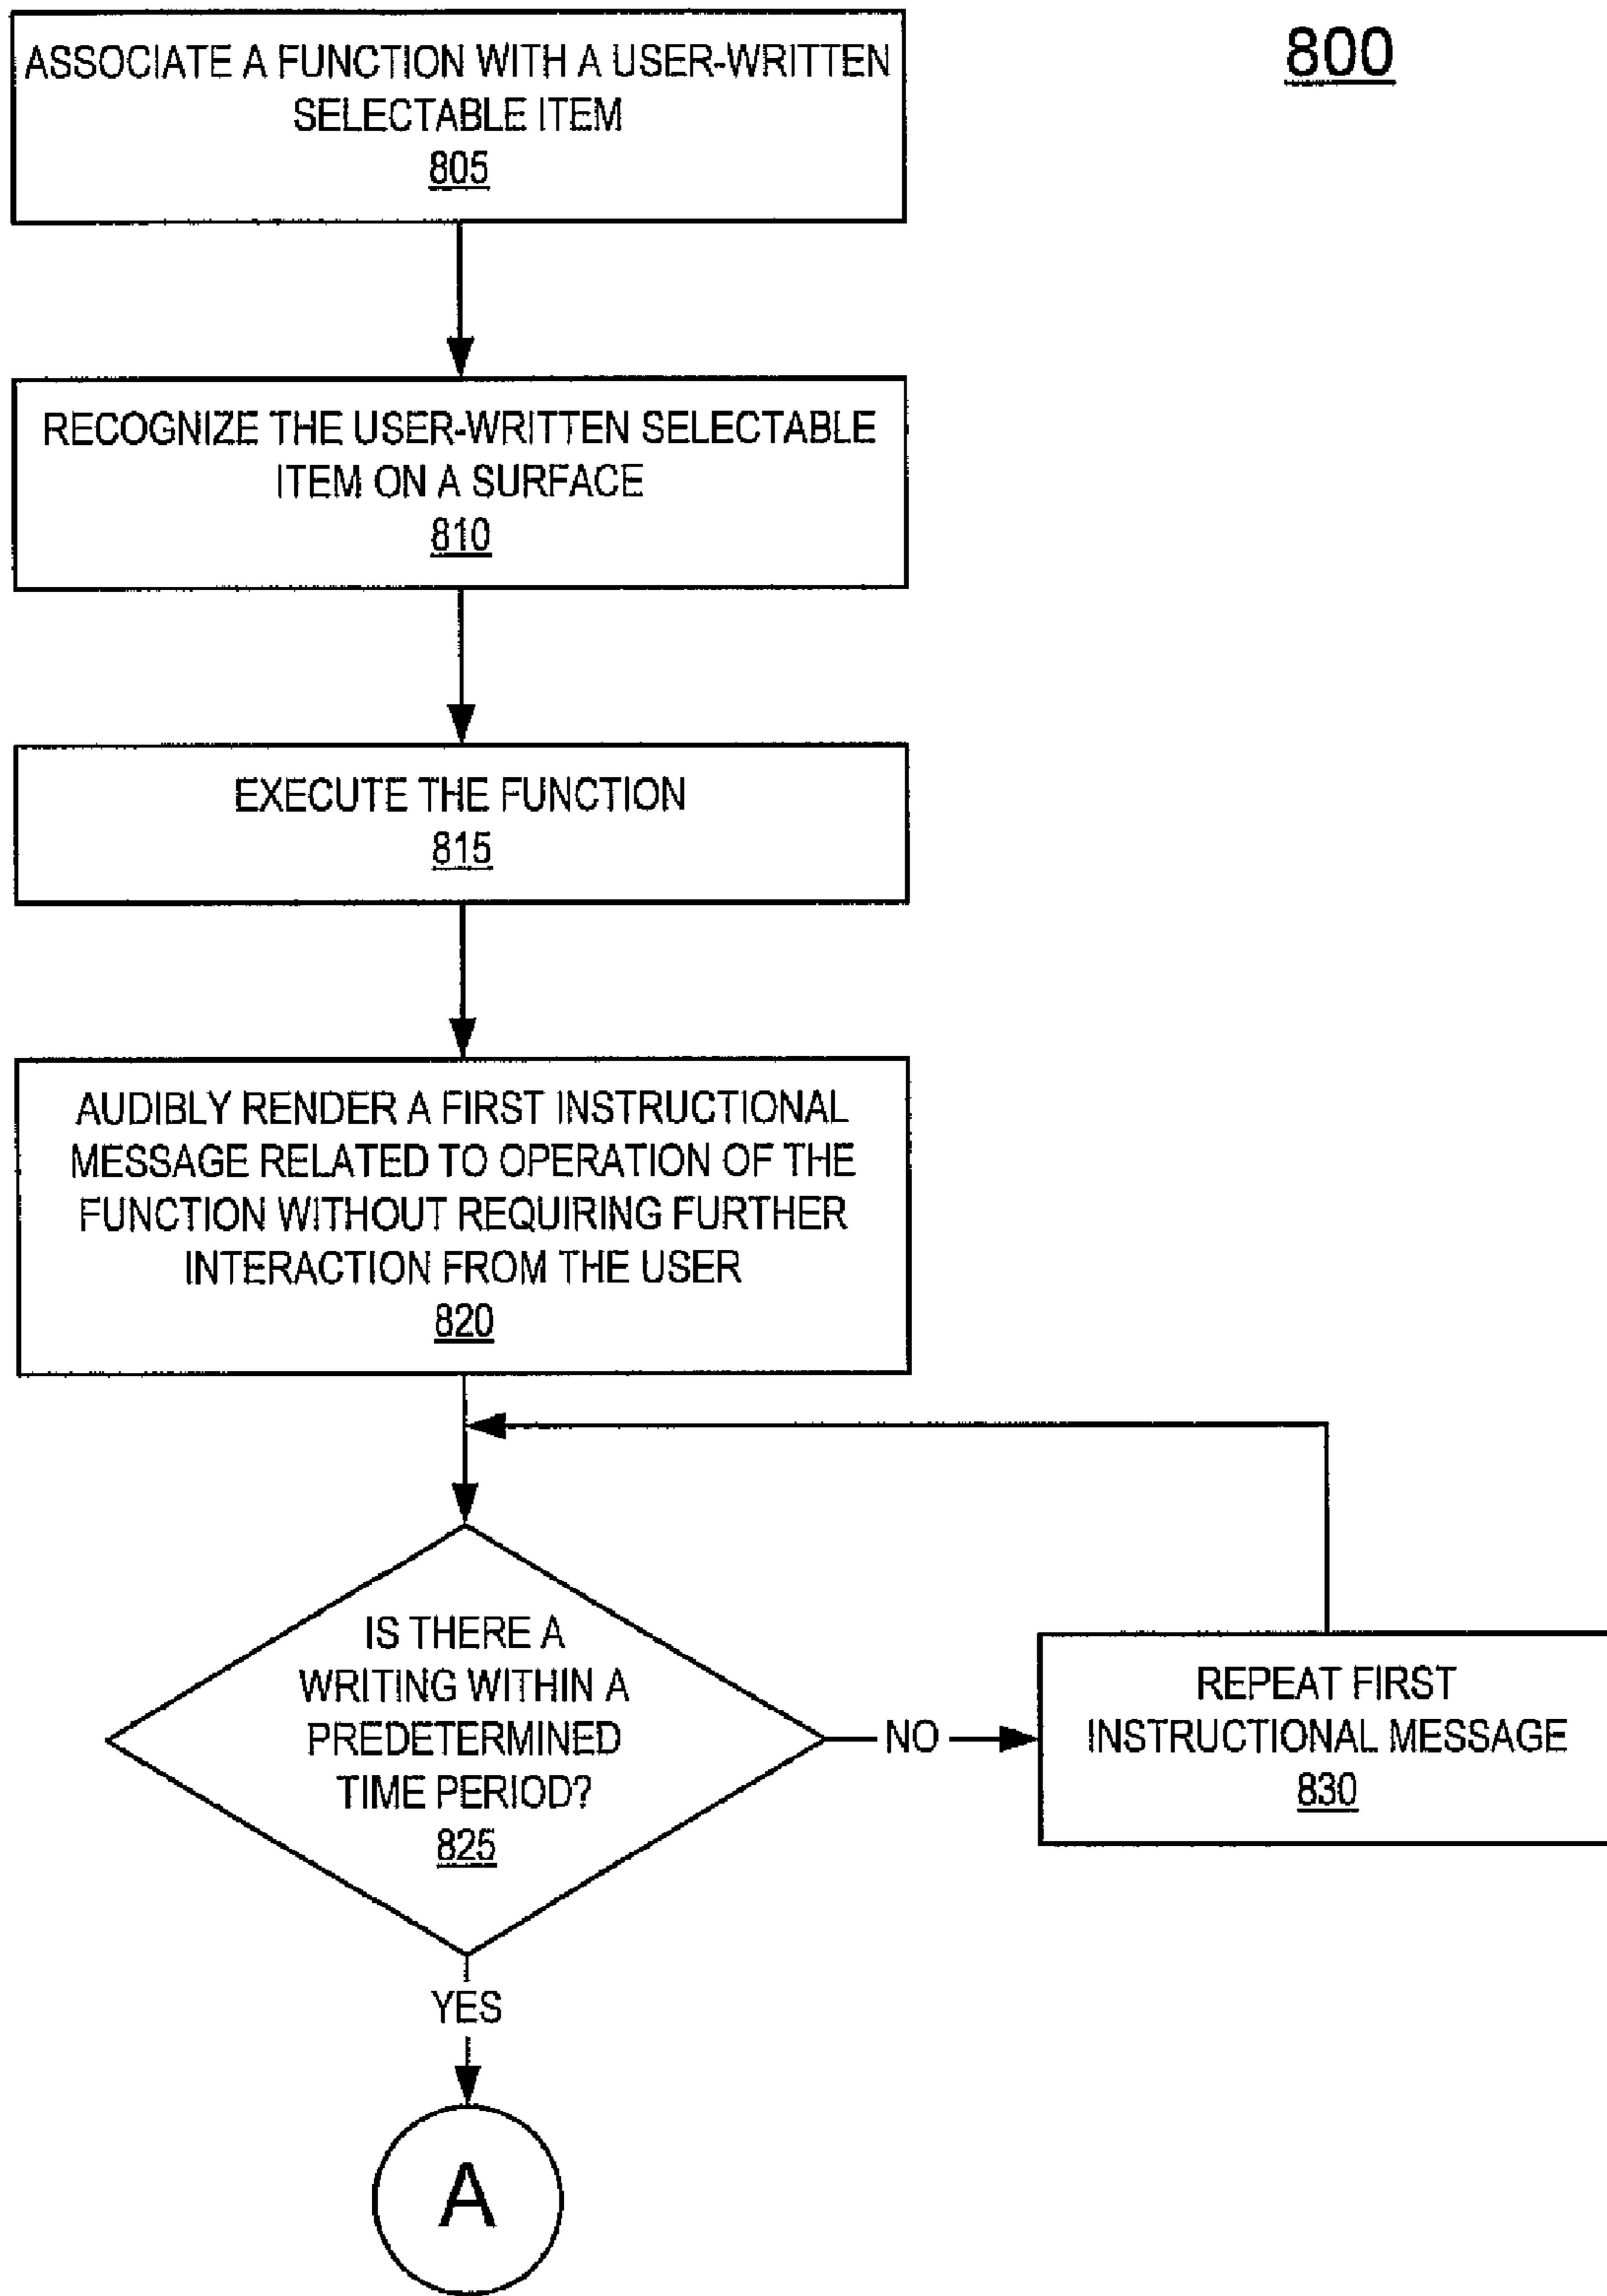 800
ASSOCIATE A FUNCTION WITH A USER-WRITTEN
SELECTABLE ITEM
805
RECOGNIZE THE USER-WRITTEN SELECTABLE
ITEM ON A SURFACE
810
EXECUTE THE FUNCTION
815
AUDIBLY RENDER A FIRST INSTRUCTIONAL
MESSAGE RELATED TO OPERATION OF THE
FUNCTION WITHOUT REQUIRING FURTHER
INTERACTION FROM THE USER
820
IS THERE A
WRITING WITHIN A
PREDETERMINED
TIME PERIOD?
825
NO
REPEAT FIRST
INSTRUCTIONAL MESSAGE
830
YES
A